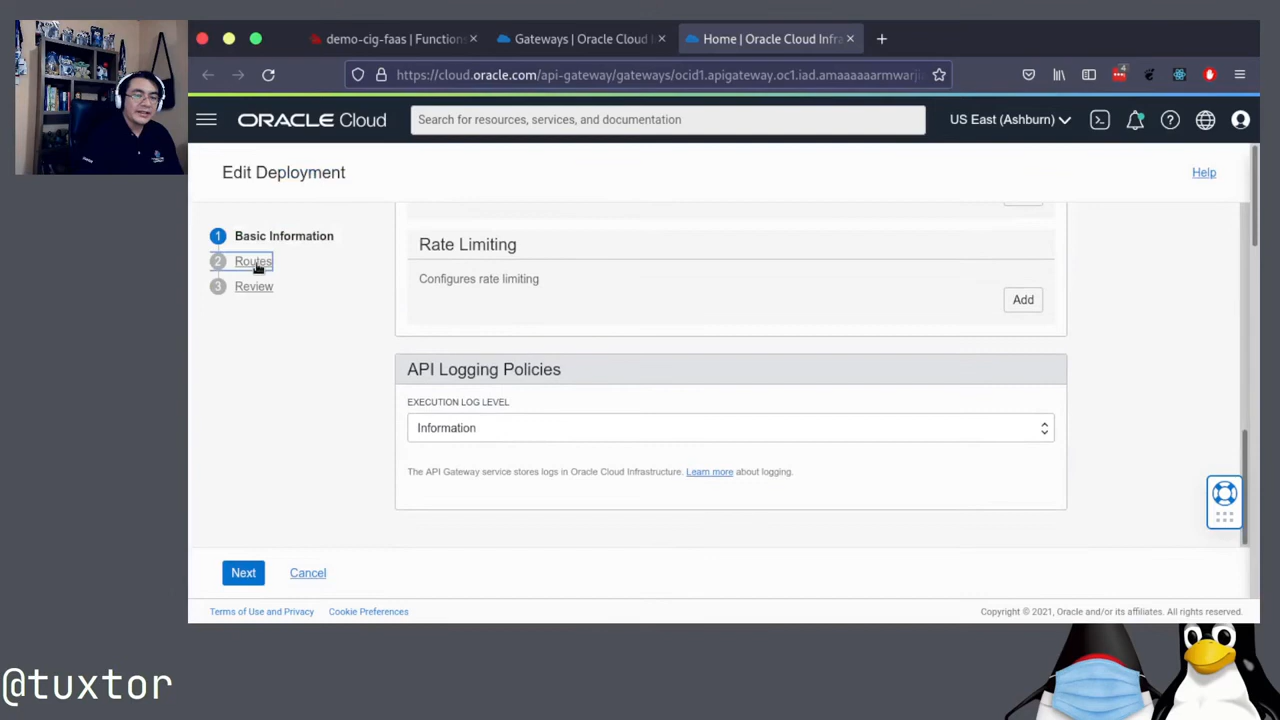 demo-cig-faas | Functions
Gateways | Oracle Cloud I
Home | Oracle Cloud Infra
https://cloud.oracle.com/api-gateway/gateways/ocid1.apigateway.oc1.iad.amaaaaaarmwarji
4
ORACLE Cloud
Search for resources, services, and documentation
US East (Ashburn)
Edit Deployment
Help
1 Basic Information
2 Routes
3 Review
Rate Limiting
Configures rate limiting
Add
API Logging Policies
EXECUTION LOG LEVEL
Information
The API Gateway service stores logs in Oracle Cloud Infrastructure. Learn more about logging.
Next
Cancel
Terms of Use and Privacy
Cookie Preferences
Copyright © 2021, Oracle and/or its affiliates. All rights reserved.
@tuxtor